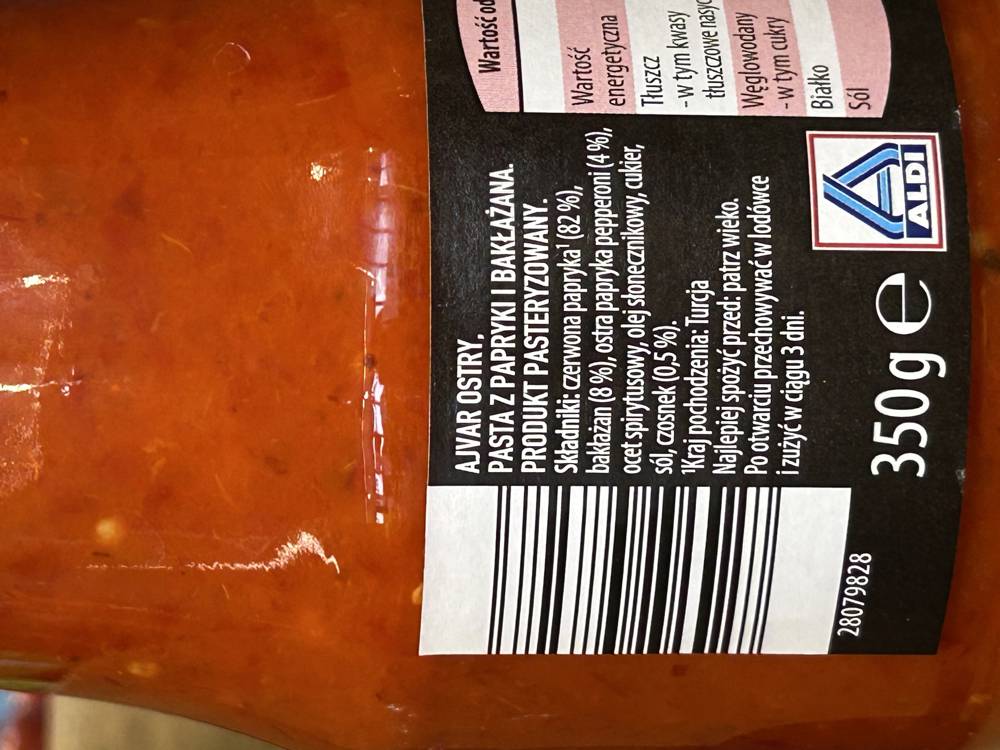 AJVAR OSTRY.
PASTA Z PAPRYKI I BAKŁAŻANA.
PRODUKT PASTERYZOWANY.
Składniki: czerwona papryka¹ (82 %),
bakłażan (8 %), ostra papryka pepperoni (4 %),
ocet spirytusowy, olej słonecznikowy, cukier,
sól, czosnek (0,5 %).
¹Kraj pochodzenia: Turcja
Najlepiej spożyć przed: patrz wieko.
Po otwarciu przechowywać w lodówce
i zużyć w ciągu 3 dni.
350 g e
ALDI
28079828
Wartość od
Wartość
energetyczna
Tłuszcz
- w tym kwasy
tłuszczowe nasyc
Węglowodany
- w tym cukry
Białko
Sól